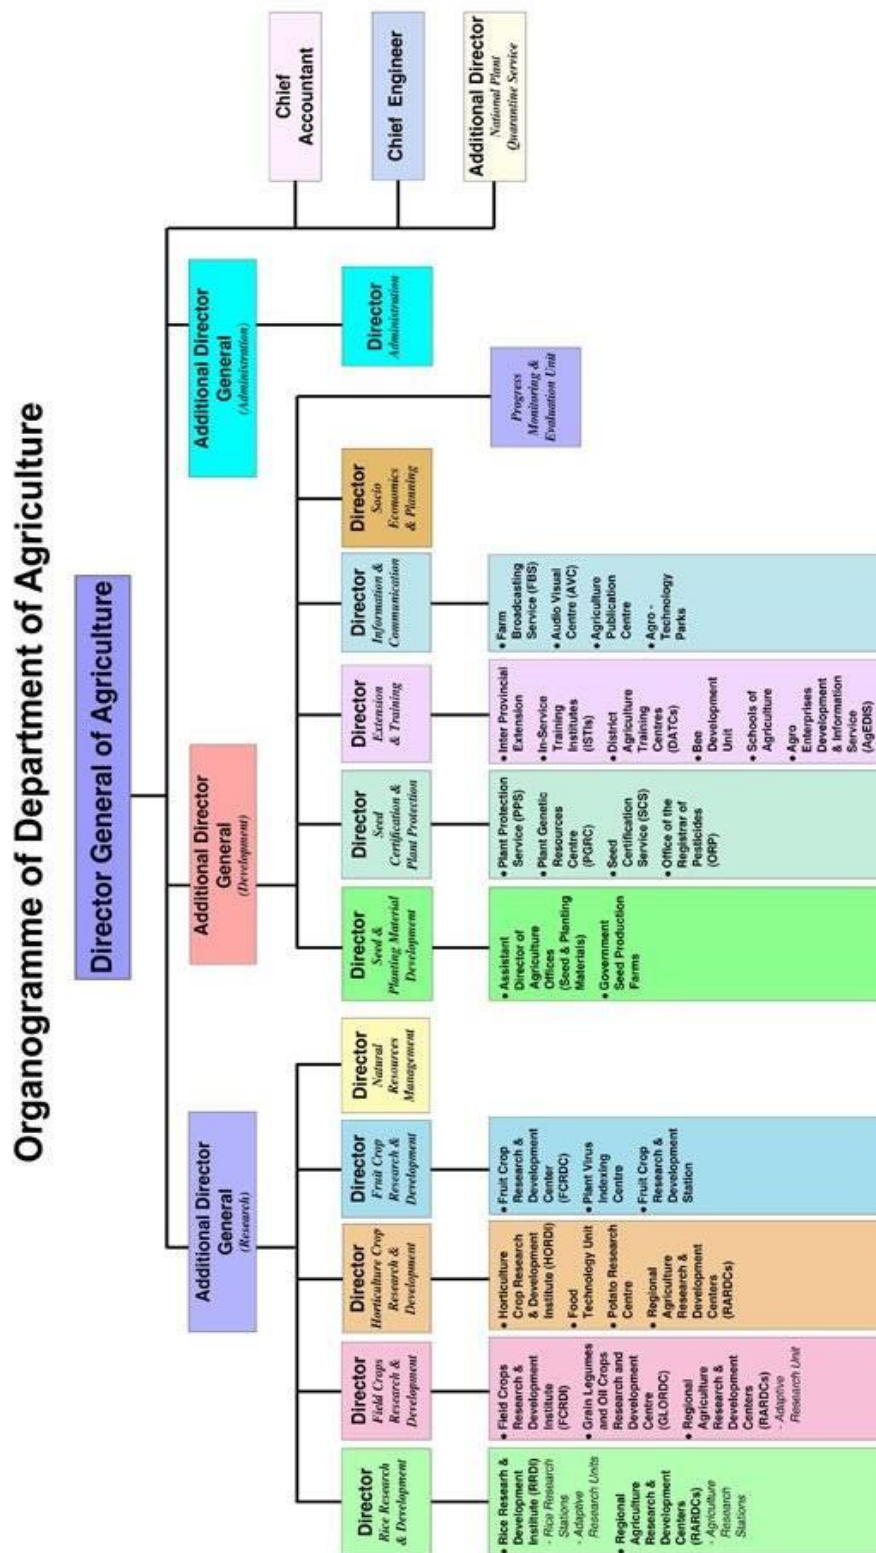 Organogramme of Department of Agriculture
Director General of Agriculture
Additional Director
General
(Research)
Additional Director
General
(Development)
Additional Director
General
(Administration)
Chief
Accountant
Chief Engineer
Additional Director
National Plant
Quarantine Service
Director
Rice Research
& Development
Director
Field Crops
Research &
Development
Director
Horticulture Crop
Research &
Development
Director
Fruit Crop
Research &
Development
Director
Natural
Resources
Management
Director
Seed &
Planting Material
Development
Director
Seed
Certification &
Plant Protection
Director
Extension
& Training
Director
Information &
Communication
Director
Socio
Economics
& Planning
Director
Administration
Progress
Monitoring &
Evaluation Unit
• Rice Researh &
Development
Institute (RRDI)
- Rice Research
Stations
- Adaptive
Research Units
• Regional
Agriculture
Research &
Development
Centers
(RARDCs)
- Agriculture
Research
Stations
• Field Crops
Research &
Development
Institute
(FCRDI)
• Grain Legumes
and Oil Crops
Research and
Development
Centre
(GLORDC)
• Regional
Agriculture
Research &
Development
Centers
(RARDCs)
- Adaptive
Research Unit
• Horticulture
Crop Research
& Development
Institute (HORDI)
• Food
Technology Unit
• Potato Research
Centre
• Regional
Agriculture
Research &
Development
Centers
(RARDCs)
• Fruit Crop
Research &
Development
Center
(FCRDC)
• Plant Virus
Indexing
Centre
• Fruit Crop
Research &
Development
Station
• Assistant
Director of
Agriculture
Offices
(Seed & Planting
Materials)
• Government
Seed Production
Farms
• Plant Protection
Service (PPS)
• Plant Genetic
Resources
Centre
(PGRC)
• Seed
Certification
Service (SCS)
• Office of the
Registrar of
Pesticides
(ORP)
• Inter Provincial
Extension
• In-Service
Training
Institutes
(ISTIs)
• District
Agriculture
Training
Centres
(DATCs)
• Bee
Development
Unit
• Schools of
Agriculture
• Agro
Enterprises
Development
& Information
Service
(AgEDIS)
• Farm
Broadcasting
Service (FBS)
• Audio Visual
Centre (AVC)
• Agriculture
Publication
Centre
• Agro -
Technology
Parks